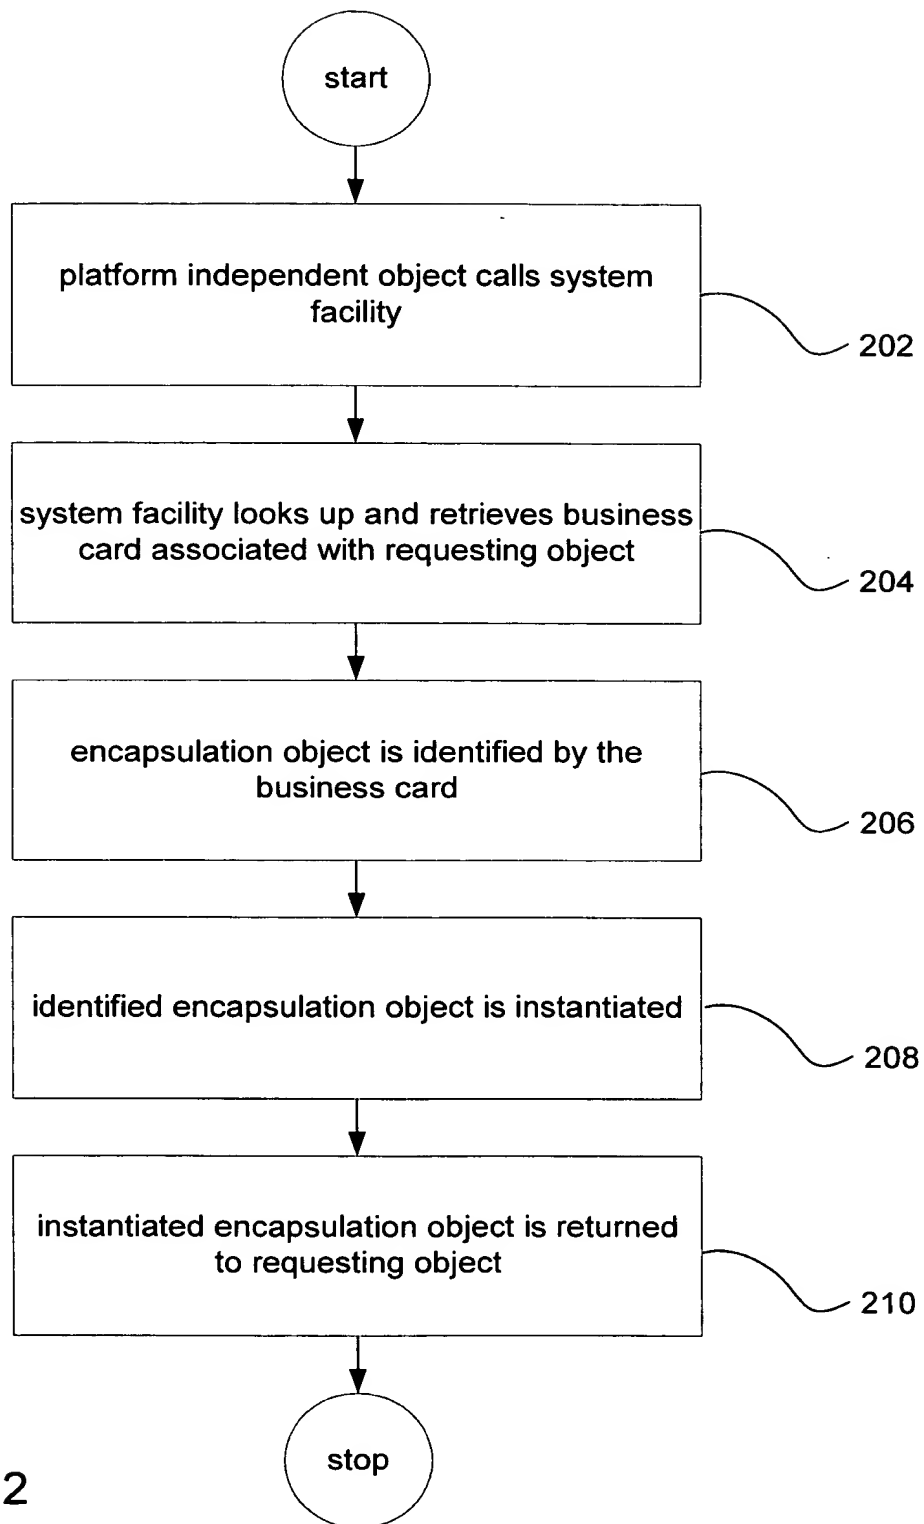 start
platform independent object calls system
facility
202
system facility looks up and retrieves business
card associated with requesting object
204
encapsulation object is identified by the
business card
206
identified encapsulation object is instantiated
208
instantiated encapsulation object is returned
to requesting object
210
stop
2